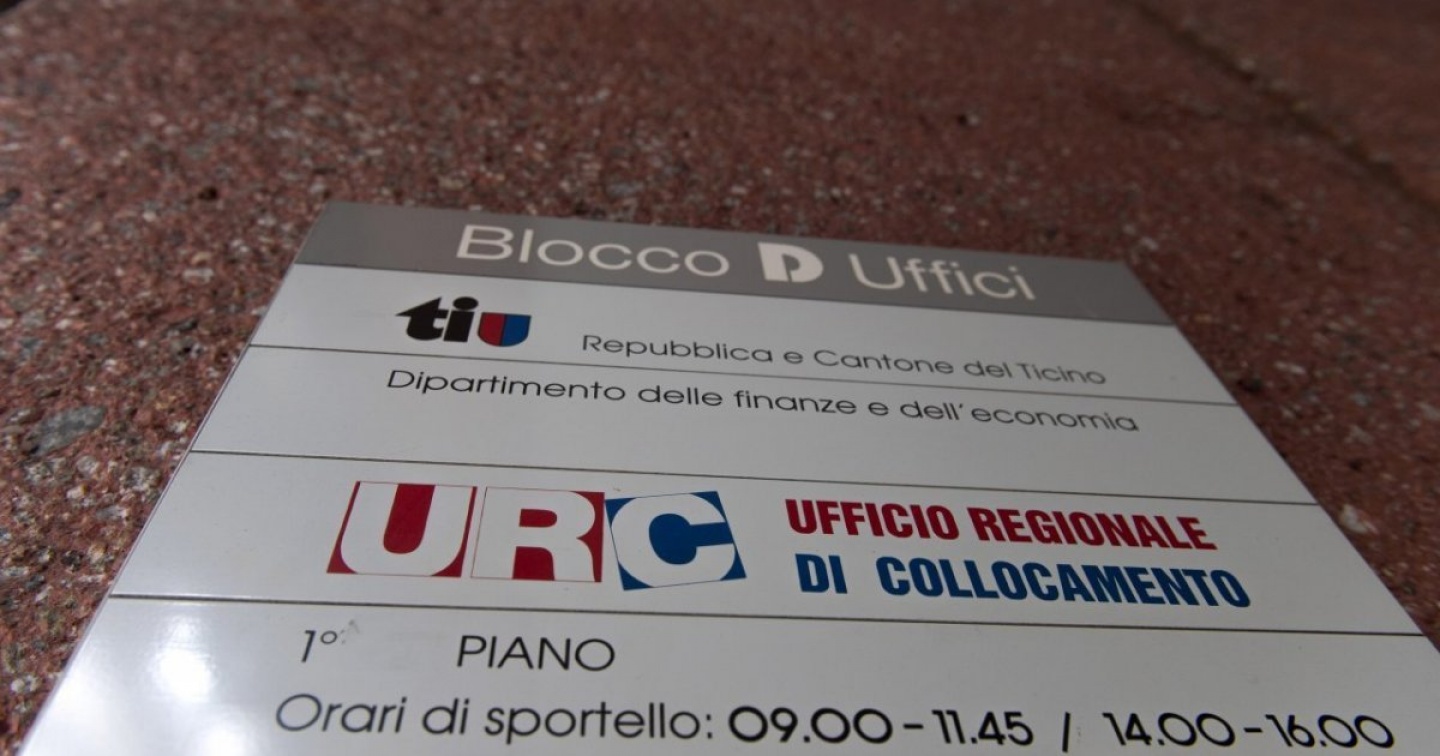 Blocco D Uffici
ti
Repubblica e Cantone del Ticino
Dipartimento delle finanze e dell'economia
URC
UFFICIO REGIONALE
DI COLLOCAMENTO
1° PIANO
Orari di sportello: 09.00 - 11.45 / 14.00 - 16.00